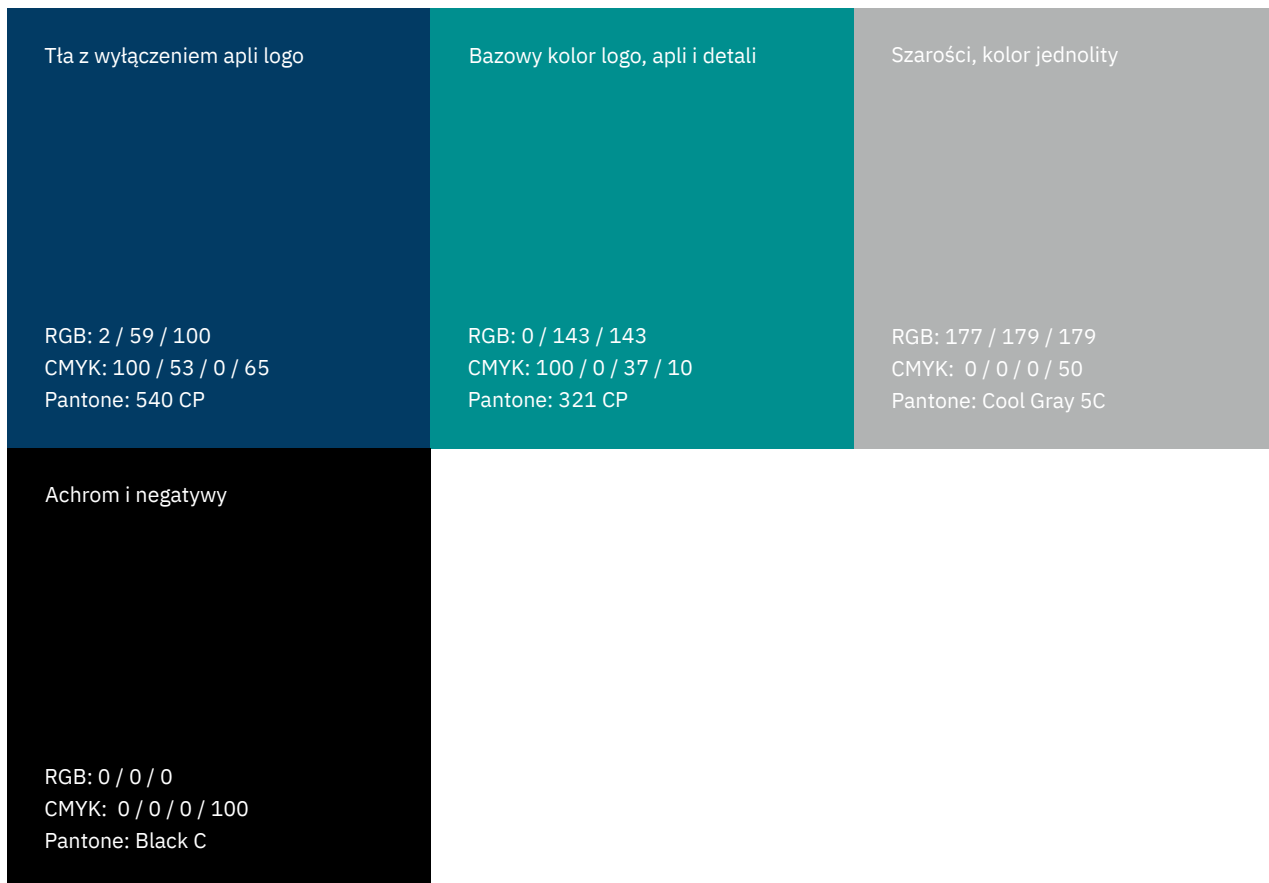 Tła z wyłączeniem apli logo
RGB: 2 / 59 / 100
CMYK: 100 / 53 / 0 / 65
Pantone: 540 CP
Bazowy kolor logo, apli i detali
RGB: 0 / 143 / 143
CMYK: 100 / 0 / 37 / 10
Pantone: 321 CP
Szarości, kolor jednolity
RGB: 177 / 179 / 179
CMYK:  0 / 0 / 0 / 50
Pantone: Cool Gray 5C
Achrom i negatywy
RGB: 0 / 0 / 0
CMYK:  0 / 0 / 0 / 100
Pantone: Black C